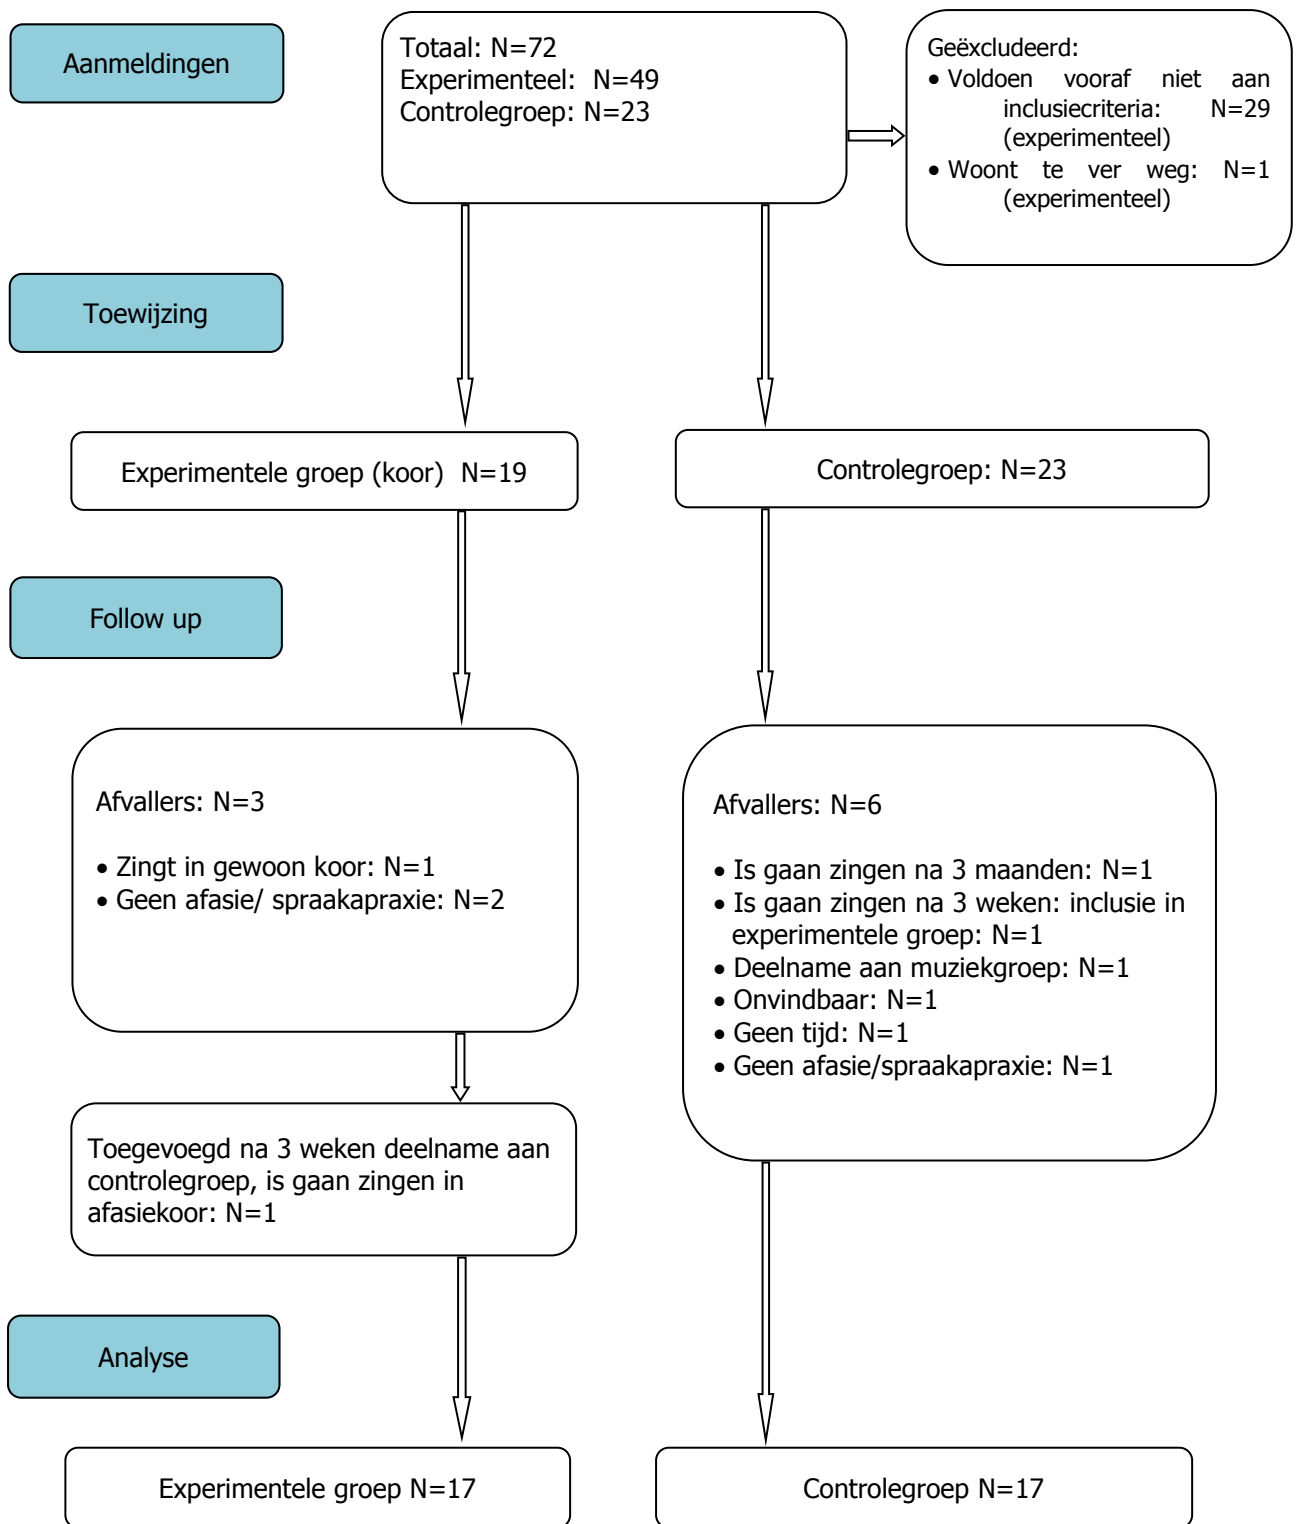 Aanmeldingen
Totaal: N=72
Experimenteel: N=49
Controlegroep: N=23
Geëxcludeerd:
• Voldoen vooraf niet aan
inclusiecriteria: N=29
(experimenteel)
• Woont te ver weg: N=1
(experimenteel)
Toewijzing
Experimentele groep (koor) N=19
Controlegroep: N=23
Follow up
Afvallers: N=3
• Zingt in gewoon koor: N=1
• Geen afasie/ spraakapraxie: N=2
Afvallers: N=6
• Is gaan zingen na 3 maanden: N=1
• Is gaan zingen na 3 weken: inclusie in
experimentele groep: N=1
• Deelname aan muziekgroep: N=1
• Onvindbaar: N=1
• Geen tijd: N=1
• Geen afasie/spraakapraxie: N=1
Toegevoegd na 3 weken deelname aan
controlegroep, is gaan zingen in
afasiekoor: N=1
Analyse
Experimentele groep N=17
Controlegroep N=17